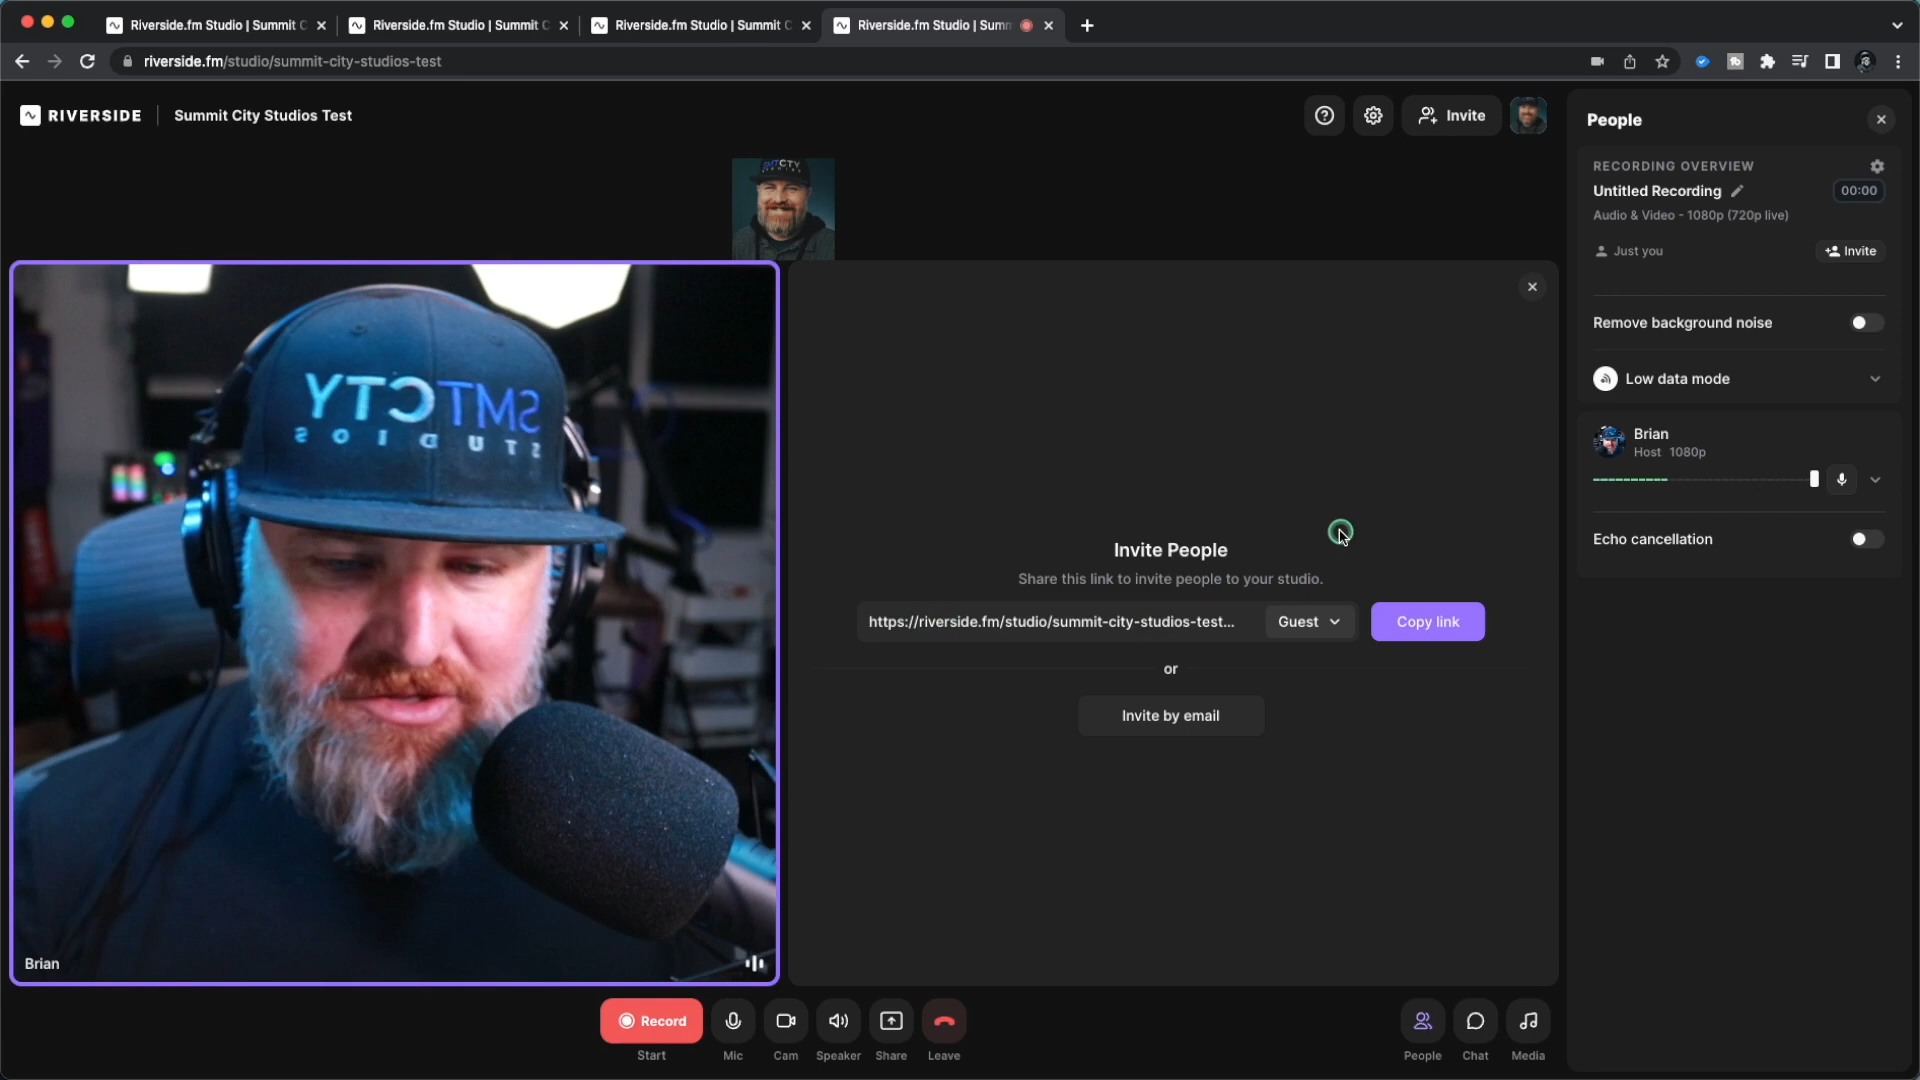 Riverside.fm Studio | Summit C
Riverside.fm Studio | Summit C
Riverside.fm Studio | Summit C
Riverside.fm Studio | Sum
riverside.fm/studio/summit-city-studios-test
RIVERSIDE
Summit City Studios Test
Invite
CTY
SMTCTY
STUDIOS
Brian
Invite People
Share this link to invite people to your studio.
https://riverside.fm/studio/summit-city-studios-test...
Guest
Copy link
or
Invite by email
Record
Start
Mic
Cam
Speaker
Share
Leave
People
Chat
Media
People
RECORDING OVERVIEW
Untitled Recording
00:00
Audio & Video - 1080p (720p live)
Just you
Invite
Remove background noise
Low data mode
Brian
Host 1080p
Echo cancellation